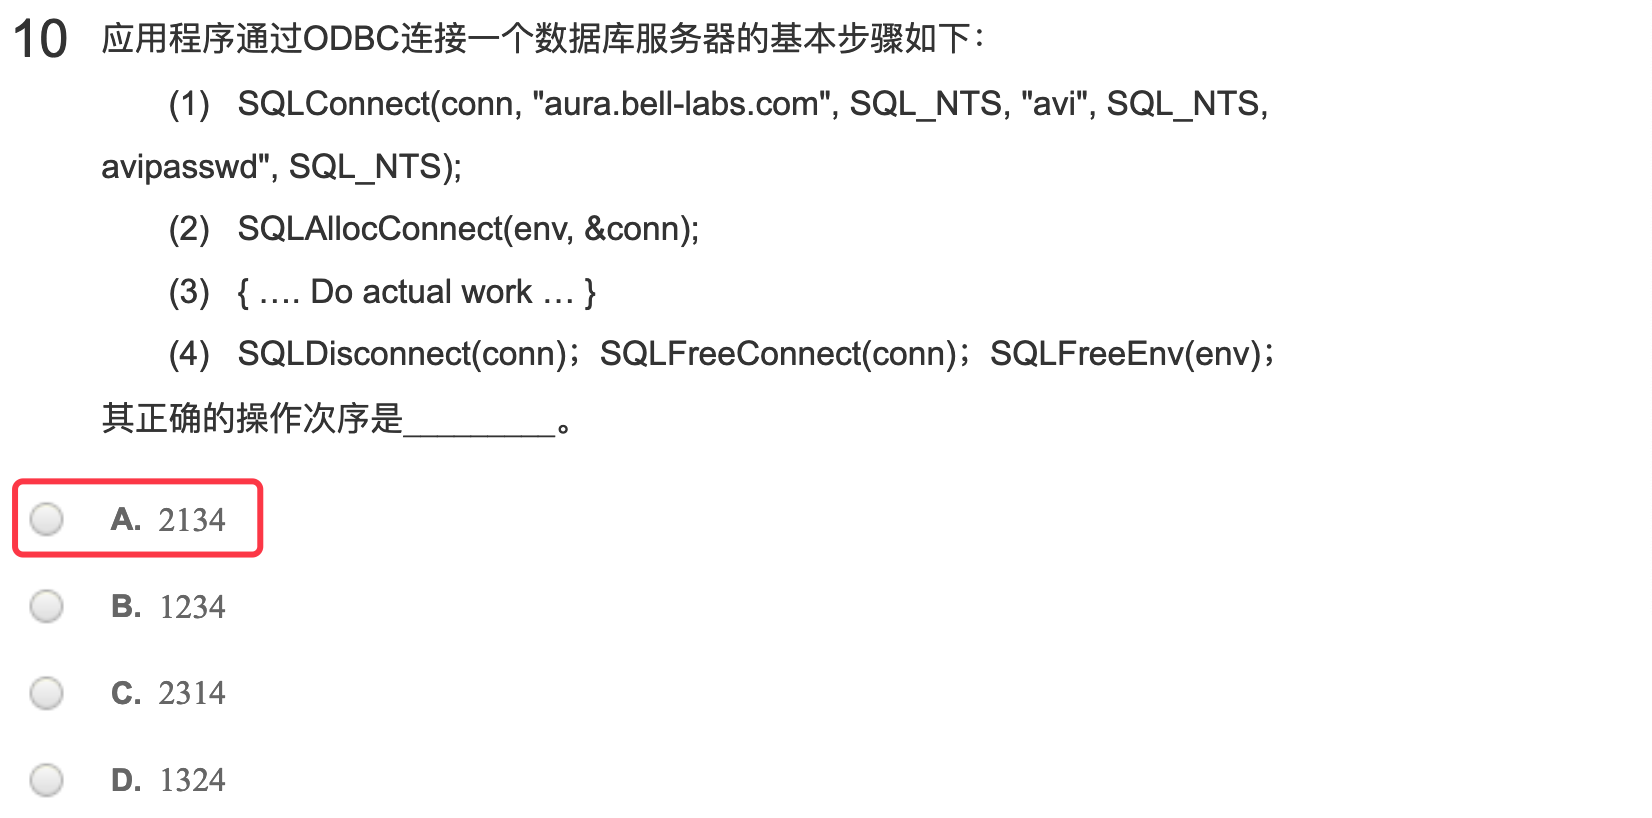 10 应用程序通过ODBC连接一个数据库服务器的基本步骤如下：
(1) SQLConnect(conn, "aura.bell-labs.com", SQL_NTS, "avi", SQL_NTS,
avipasswd", SQL_NTS);
(2) SQLAllocConnect(env, &conn);
(3) { …. Do actual work … }
(4) SQLDisconnect(conn)；SQLFreeConnect(conn)；SQLFreeEnv(env)；
其正确的操作次序是_________。
A. 2134
B. 1234
C. 2314
D. 1324